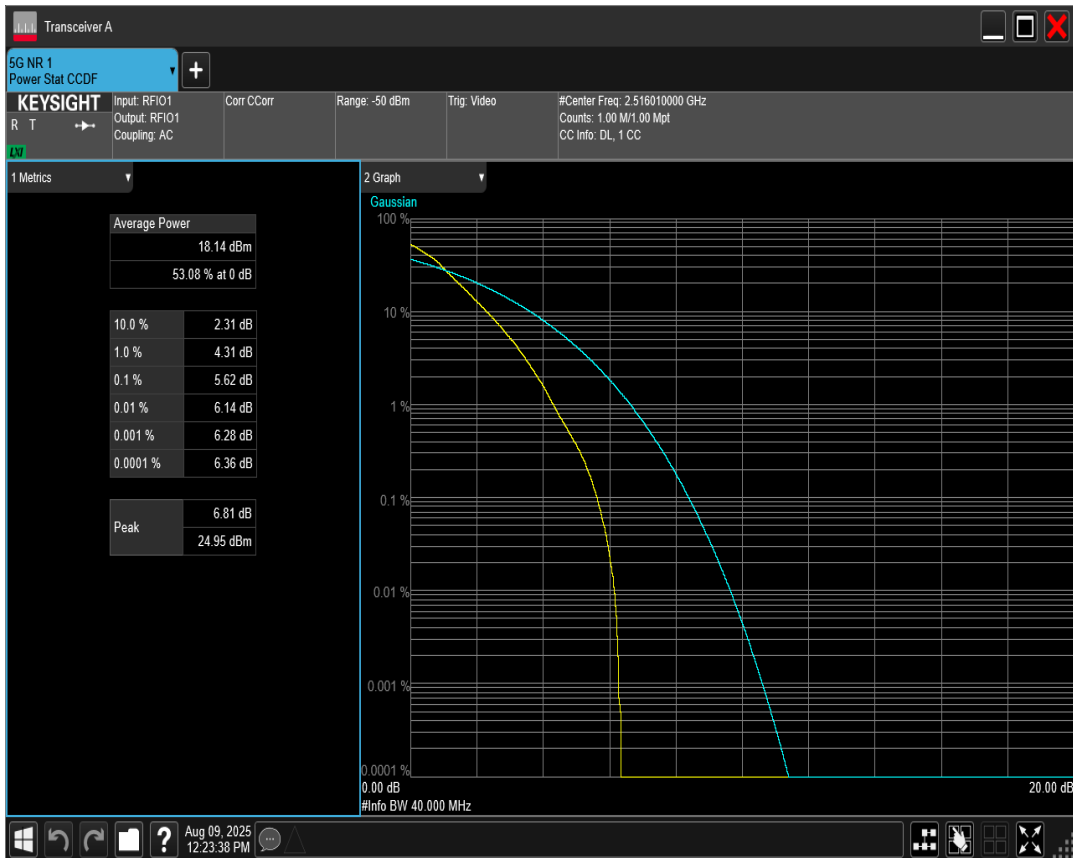 Transceiver A
5G NR 1
Power Stat CCDF
+
KEYSIGHT
R T
LXI
Input: RFIO1
Output: RFIO1
Coupling: AC
Corr CCorr
Range: -50 dBm
Trig: Video
#Center Freq: 2.516010000 GHz
Counts: 1.00 M/1.00 Mpt
CC Info: DL, 1 CC
1 Metrics
Average Power
18.14 dBm
53.08 % at 0 dB
10.0 % 2.31 dB
1.0 % 4.31 dB
0.1 % 5.62 dB
0.01 % 6.14 dB
0.001 % 6.28 dB
0.0001 % 6.36 dB
Peak
6.81 dB
24.95 dBm
2 Graph
Gaussian
100 %
10 %
1 %
0.1 %
0.01 %
0.001 %
0.0001 %
0.00 dB 20.00 dB
#Info BW 40.000 MHz
?
Aug 09, 2025
12:23:38 PM